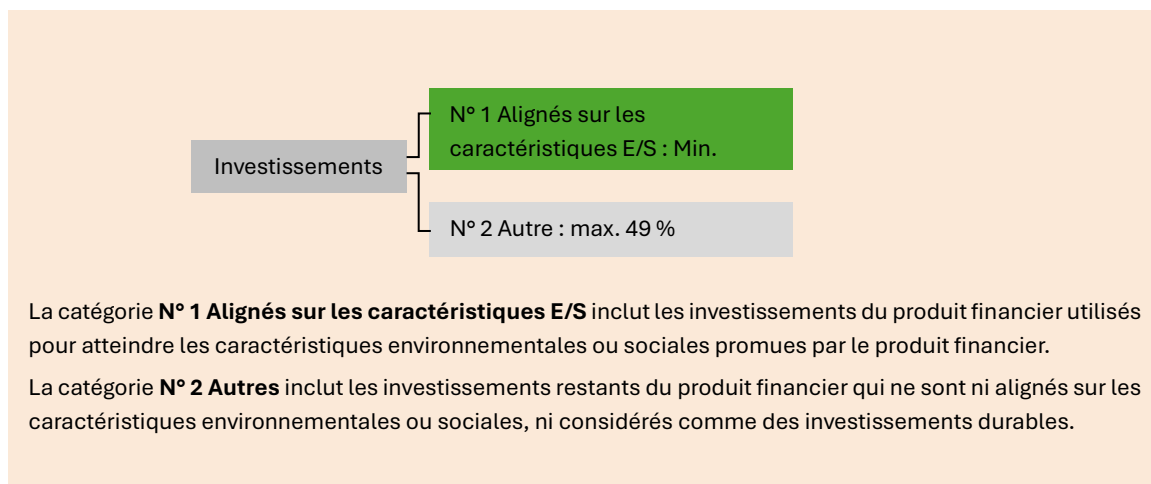 N° 1 Alignés sur les
caractéristiques E/S : Min.
Investissements
N° 2 Autre : max. 49 %
La catégorie N° 1 Alignés sur les caractéristiques E/S inclut les investissements du produit financier utilisés
pour atteindre les caractéristiques environnementales ou sociales promues par le produit financier.
La catégorie N° 2 Autres inclut les investissements restants du produit financier qui ne sont ni alignés sur les
caractéristiques environnementales ou sociales, ni considérés comme des investissements durables.